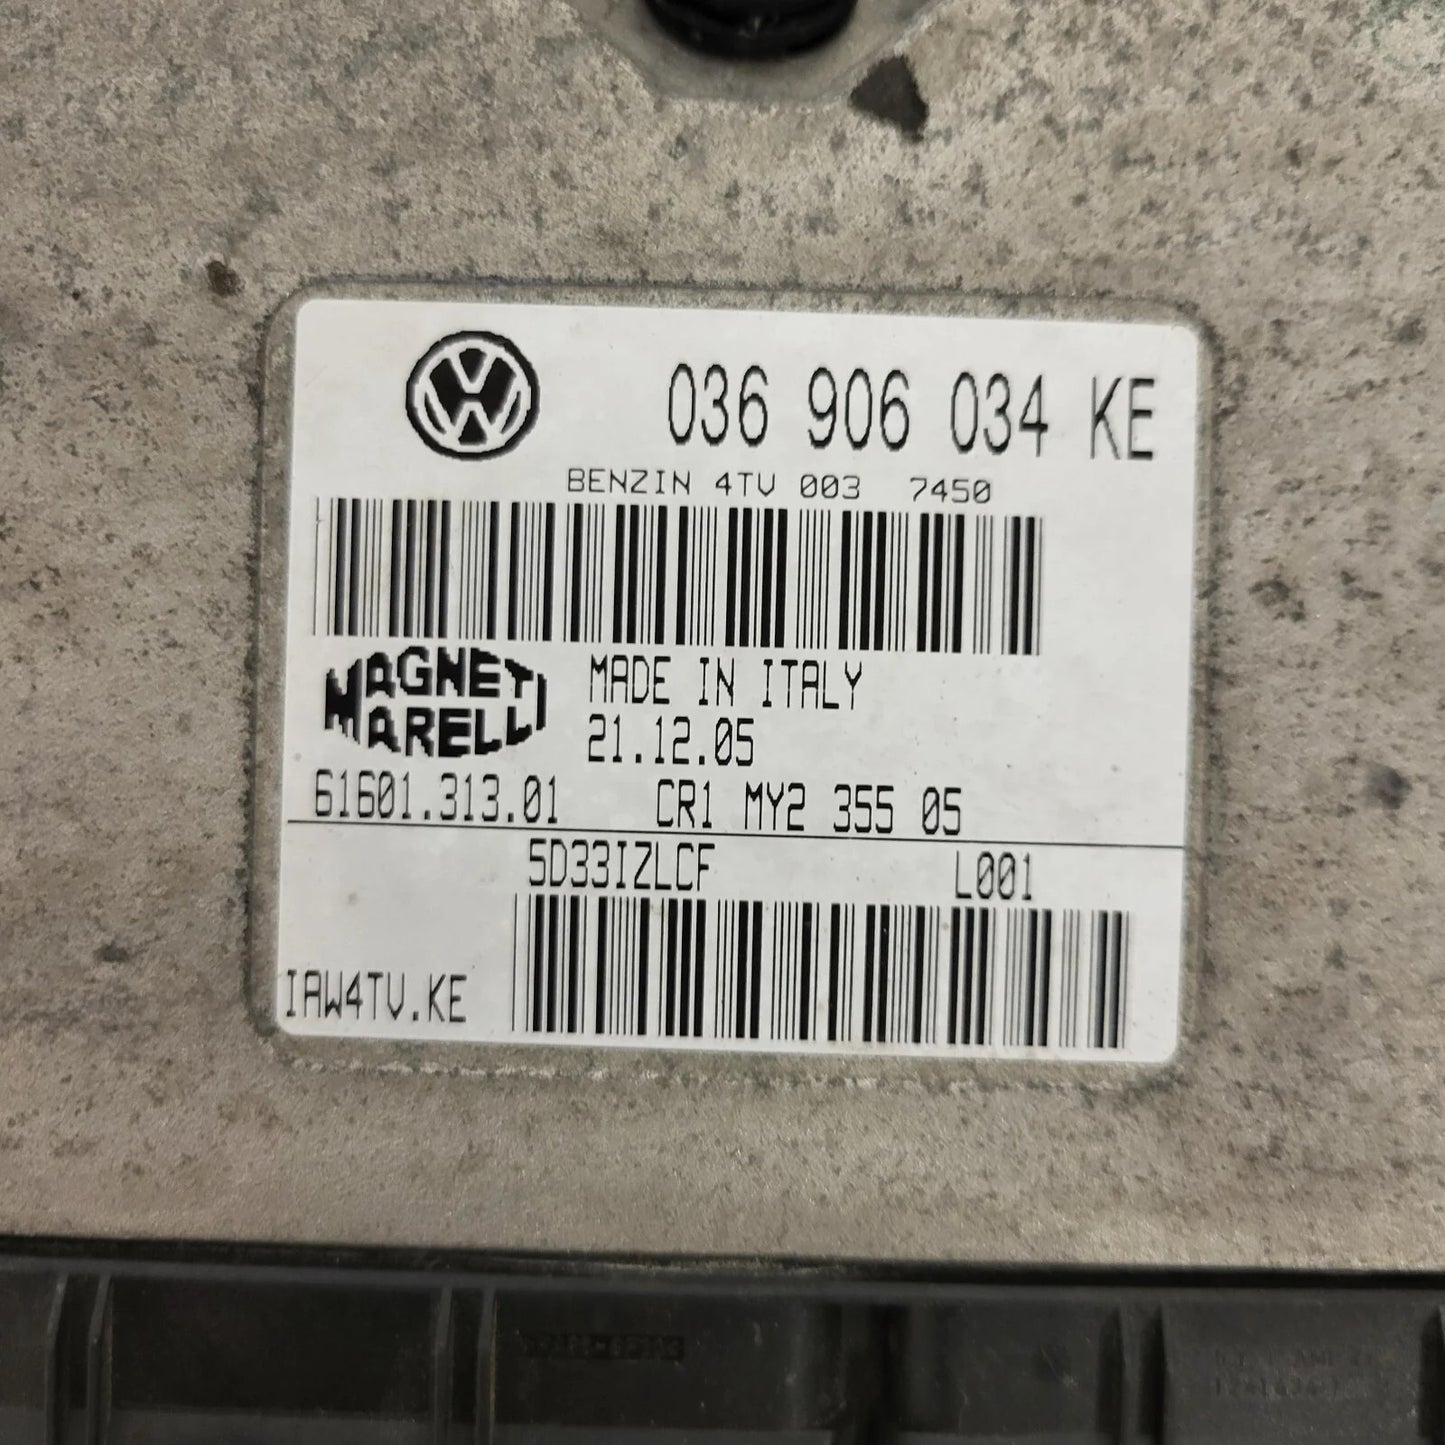 036 906 034 KE
BENZIN 4TV 003 7450
MAGNETI
MARELLI
MADE IN ITALY
21.12.05
61601.313.01 CR1 MY2 355 05
5D33IZLCF L001
IAW4TV.KE